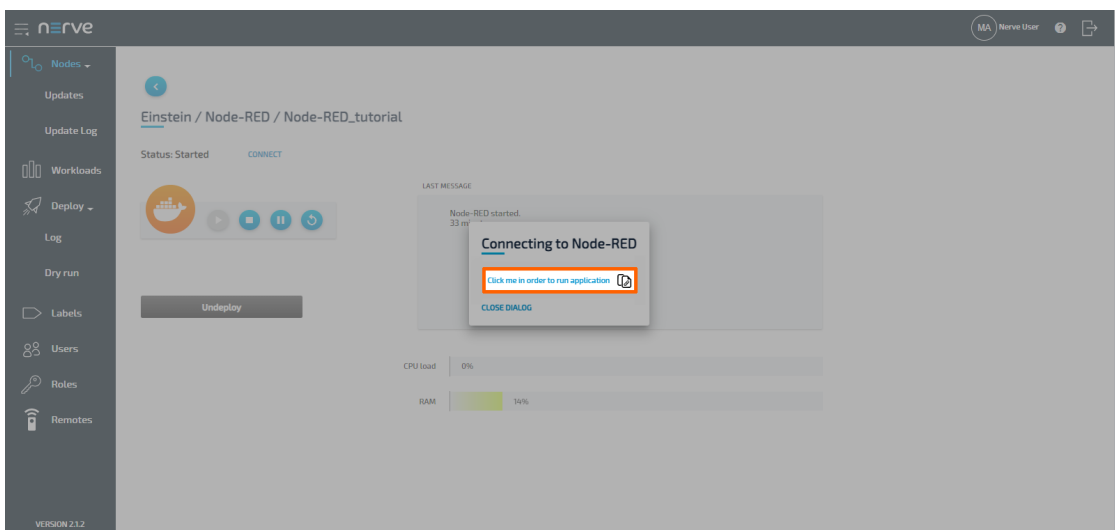 nerve
MA Nerve User
Nodes
Updates
Update Log
Workloads
Deploy
Log
Dry run
Labels
Users
Roles
Remotes
VERSION 2.1.2
Einstein / Node-RED / Node-RED_tutorial
Status: Started CONNECT
Undeploy
LAST MESSAGE
Node-RED started.
33
Connecting to Node-RED
Click me in order to run application
CLOSE DIALOG
CPU load 0%
RAM 14%